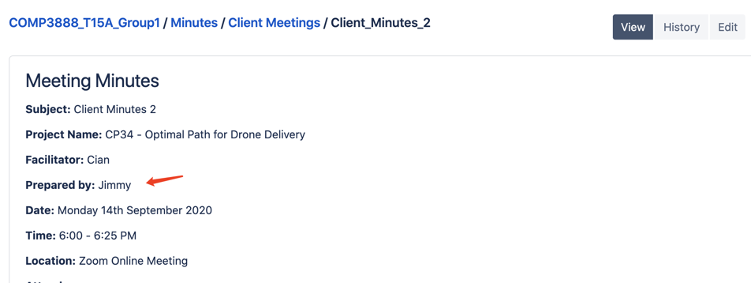 COMP3888_T15A_Group1 / Minutes / Client Meetings / Client_Minutes_2
View History Edit
Meeting Minutes
Subject: Client Minutes 2
Project Name: CP34 - Optimal Path for Drone Delivery
Facilitator: Cian
Prepared by: Jimmy
Date: Monday 14th September 2020
Time: 6:00 - 6:25 PM
Location: Zoom Online Meeting